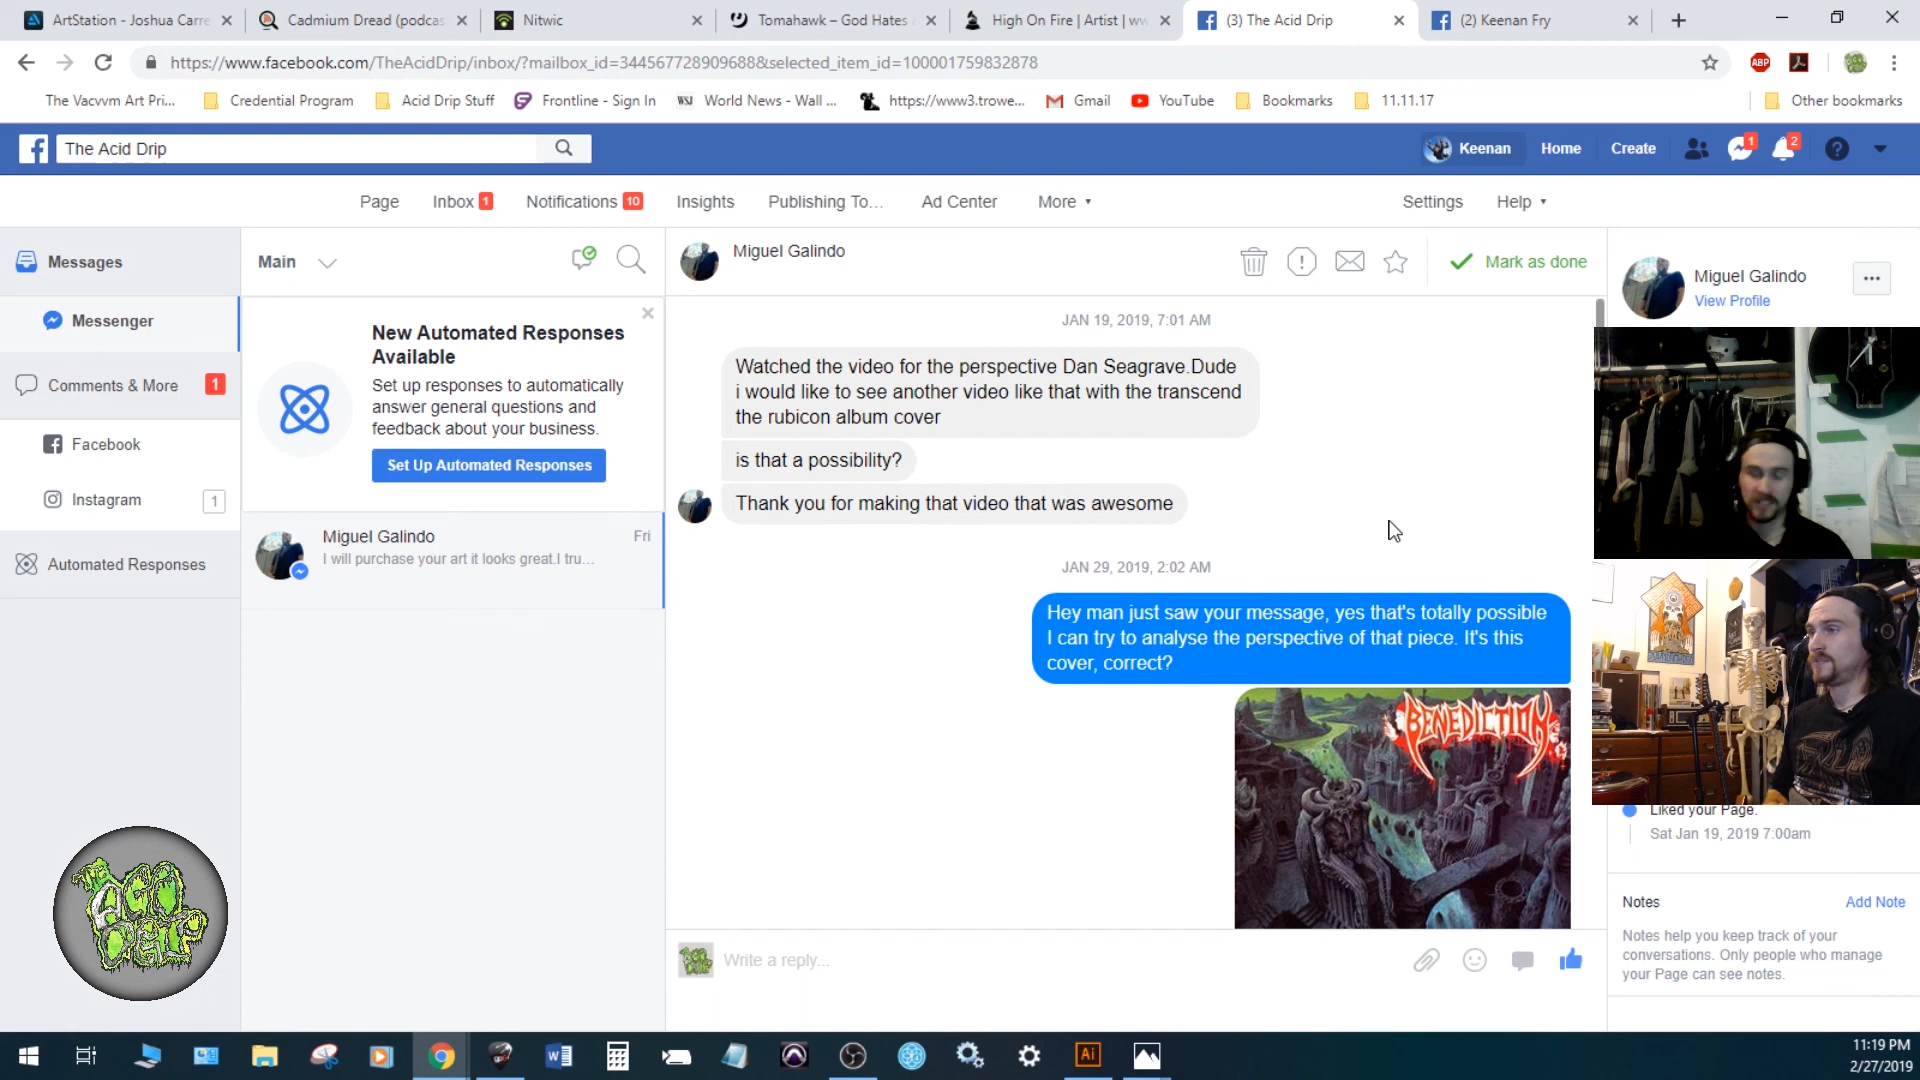 ArtStation - Joshua Carre
Cadmium Dread (podcas
Nitwic
Tomahawk – God Hates
High On Fire | Artist | ww
(3) The Acid Drip
(2) Keenan Fry
https://www.facebook.com/TheAcidDrip/inbox/?mailbox_id=344567728909688&selected_item_id=100001759832878
ABP
The Vacvvm Art Pri...
Credential Program
Acid Drip Stuff
Frontline - Sign In
WSJ
World News - Wall ...
https://www3.trowe...
Gmail
YouTube
Bookmarks
11.11.17
Other bookmarks
The Acid Drip
Keenan
Home
Create
1
2
Page
Inbox 1
Notifications 10
Insights
Publishing To...
Ad Center
More
Settings
Help
Messages
Messenger
Comments & More 1
Facebook
Instagram 1
Automated Responses
Main
New Automated Responses
Available
Set up responses to automatically
answer general questions and
feedback about your business.
Set Up Automated Responses
Miguel Galindo
Fri
I will purchase your art it looks great.I tru...
Miguel Galindo
Mark as done
JAN 19, 2019, 7:01 AM
Watched the video for the perspective Dan Seagrave.Dude
i would like to see another video like that with the transcend
the rubicon album cover
is that a possibility?
Thank you for making that video that was awesome
JAN 29, 2019, 2:02 AM
Hey man just saw your message, yes that's totally possible
I can try to analyse the perspective of that piece. It's this
cover, correct?
BENEDICTION
Write a reply...
Miguel Galindo
View Profile
Liked your Page.
Sat Jan 19, 2019 7:00am
Notes
Add Note
Notes help you keep track of your
conversations. Only people who manage
your Page can see notes.
THE
ACID
DRIP
Ai
11:19 PM
2/27/2019